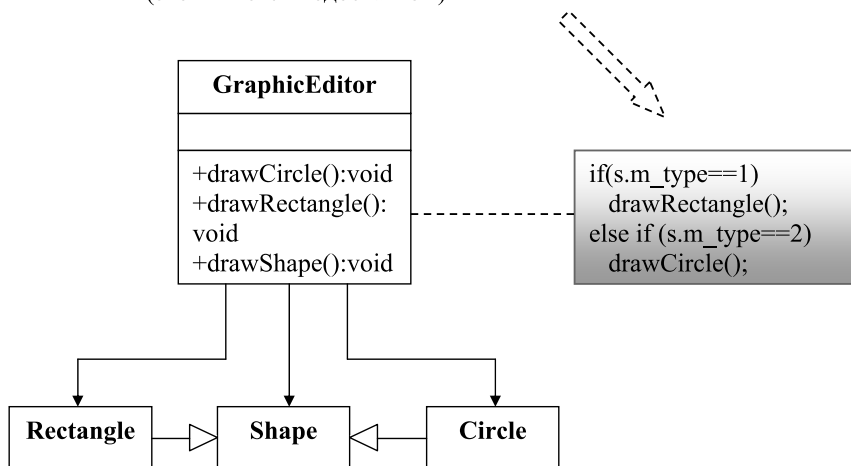 GraphicEditor
+drawCircle():void
+drawRectangle():
void
+drawShape():void
if(s.m_type==1)
drawRectangle();
else if (s.m_type==2)
drawCircle();
Rectangle
Shape
Circle